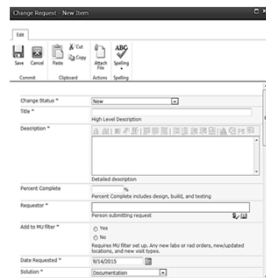 Change Request - New Item
Edit
Save
Cancel
Paste
Cut
Copy
Attach File
ABC
Spelling
Commit
Clipboard
Actions
Spelling
Change Status *
New
Title *
High Level Description
Description *
Detailed description
Percent Complete
%
Percent Complete includes design, build, and testing
Requestor *
Person submitting request
Add to MU filter *
Yes
No
Requires MU filter set up. Any new labs or rad orders, new/updated
locations, and new visit types.
Date Requested *
9/14/2015
Solution *
Documentation